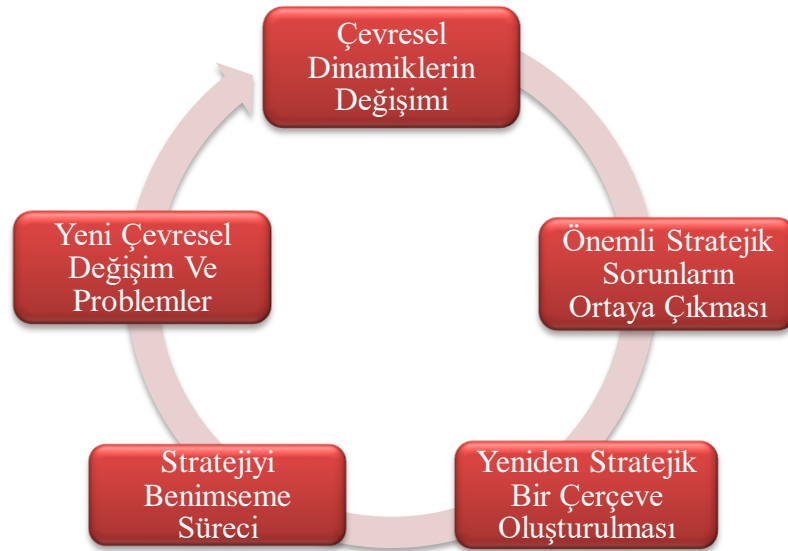 Çevresel
Dinamiklerin
Değişimi
Önemli Stratejik
Sorunların
Ortaya Çıkması
Yeniden Stratejik
Bir Çerçeve
Oluşturulması
Stratejiyi
Benimseme
Süreci
Yeni Çevresel
Değişim Ve
Problemler